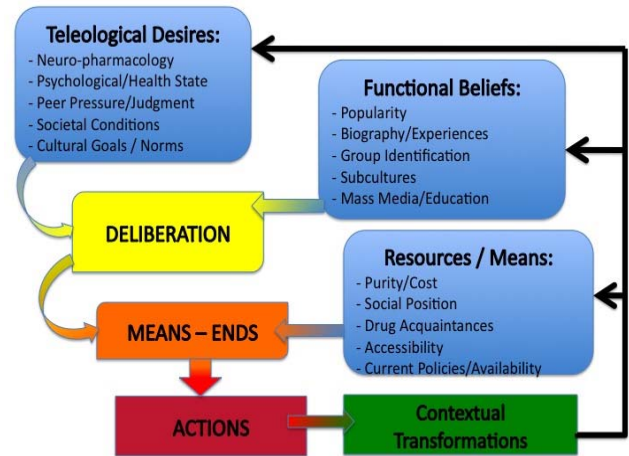 Teleological Desires:
- Neuro-pharmacology
- Psychological/Health State
- Peer Pressure/Judgment
- Societal Conditions
- Cultural Goals / Norms
Functional Beliefs:
- Popularity
- Biography/Experiences
- Group Identification
- Subcultures
- Mass Media/Education
DELIBERATION
Resources / Means:
- Purity/Cost
- Social Position
- Drug Acquaintances
- Accessibility
- Current Policies/Availability
MEANS – ENDS
ACTIONS
Contextual
Transformations